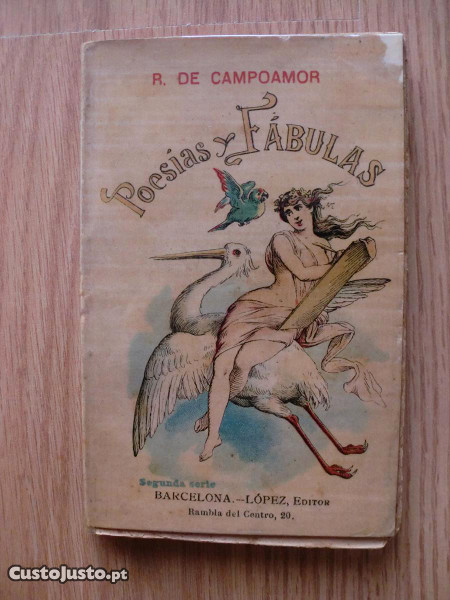 R. DE CAMPOAMOR
Poesías y FÁBULAS
Segunda serie
BARCELONA.—LÓPEZ, EDITOR
Rambla del Centro, 20.
CustoJusto.pt